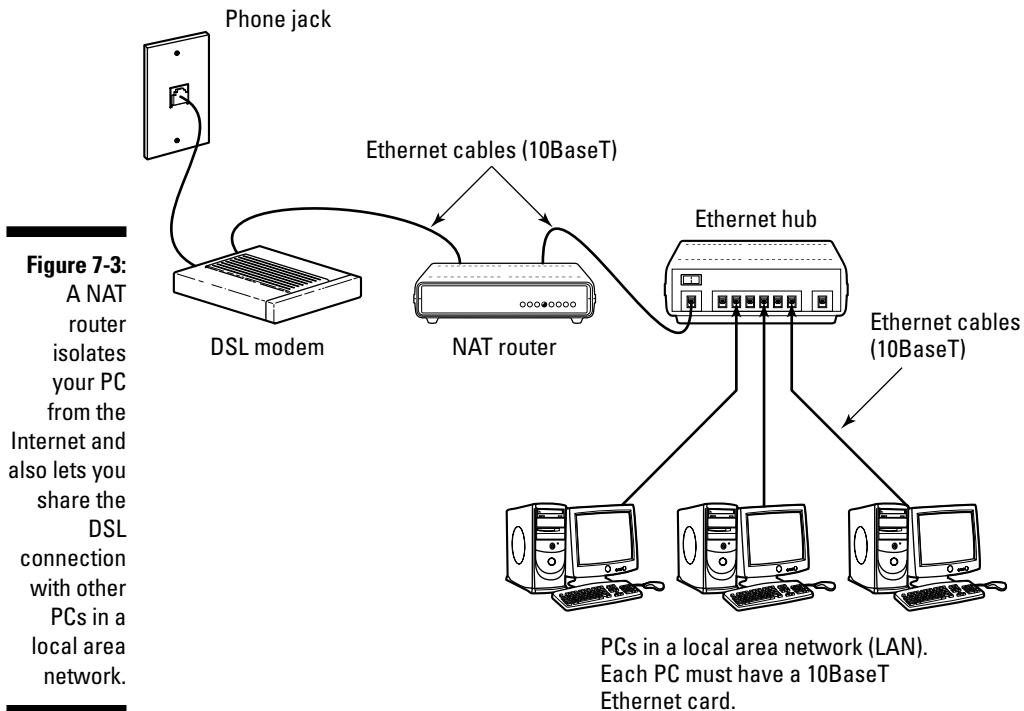 Phone jack
Ethernet cables (10BaseT)
Ethernet hub
Figure 7-3:
A NAT
router
isolates
your PC
from the
Internet and
also lets you
share the
DSL
connection
with other
PCs in a
local area
network.
DSL modem
NAT router
Ethernet cables
(10BaseT)
PCs in a local area network (LAN).
Each PC must have a 10BaseT
Ethernet card.